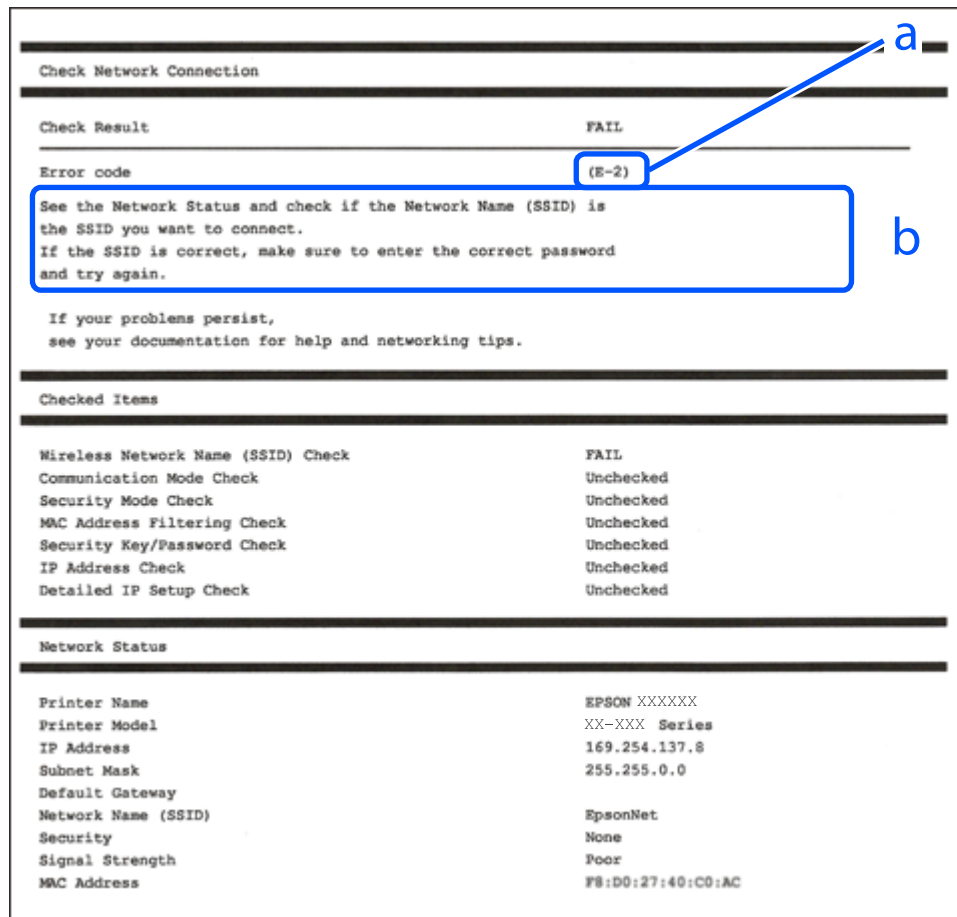 a
Check Network Connection
Check Result FAIL
Error code (E-2)
See the Network Status and check if the Network Name (SSID) is
the SSID you want to connect.
If the SSID is correct, make sure to enter the correct password
and try again.
b
If your problems persist,
see your documentation for help and networking tips.
Checked Items
Wireless Network Name (SSID) Check FAIL
Communication Mode Check Unchecked
Security Mode Check Unchecked
MAC Address Filtering Check Unchecked
Security Key/Password Check Unchecked
IP Address Check Unchecked
Detailed IP Setup Check Unchecked
Network Status
Printer Name EPSON XXXXXX
Printer Model XX-XXX Series
IP Address 169.254.137.8
Subnet Mask 255.255.0.0
Default Gateway
Network Name (SSID) EpsonNet
Security None
Signal Strength Poor
MAC Address F8:D0:27:40:C0:AC